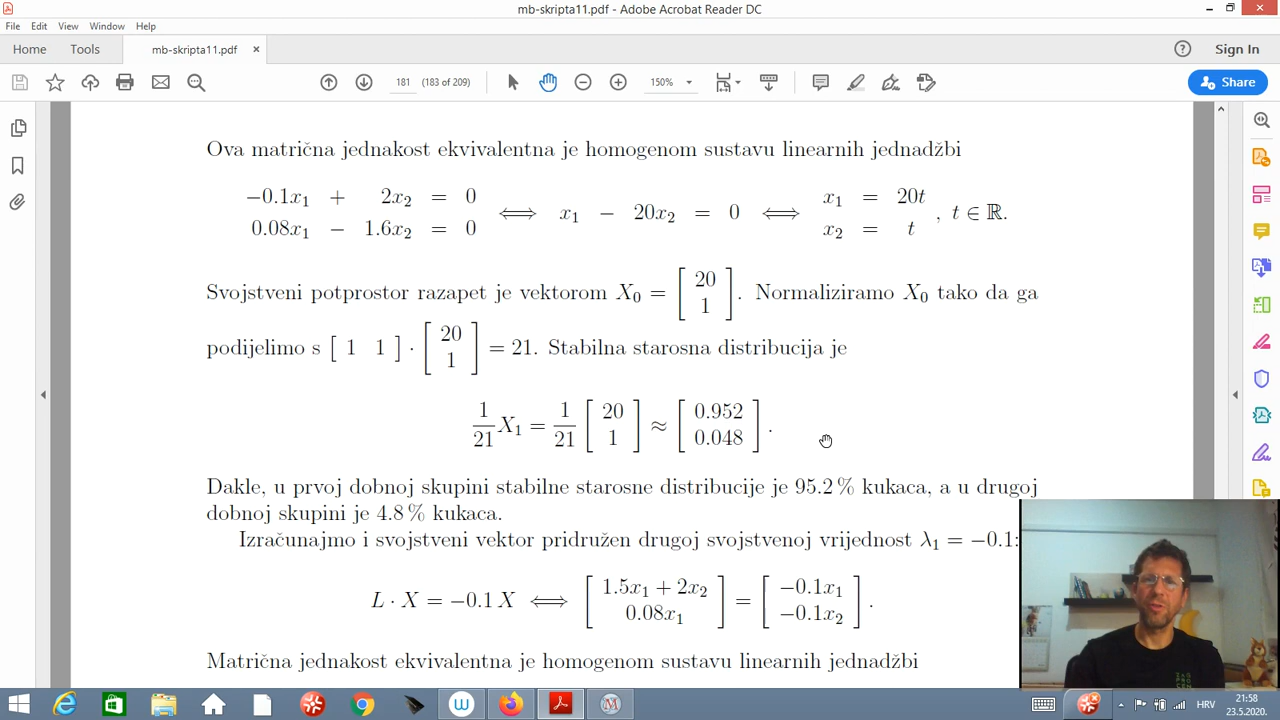 mb-skripta11.pdf - Adobe Acrobat Reader DC
File Edit View Window Help
Home Tools mb-skripta11.pdf × Sign In
181 (183 of 209) 150% Share
Ova matrična jednakost ekvivalentna je homogenom sustavu linearnih jednadžbi
−0.1x₁ + 2x₂ = 0
0.08x₁ − 1.6x₂ = 0
⟺ x₁ − 20x₂ = 0 ⟺
x₁ = 20t
x₂ = t
, t ∈ ℝ.
Svojstveni potprostor razapet je vektorom X₀ = [ 20 1 ]. Normaliziramo X₀ tako da ga
podijelimo s [ 1 1 ] · [ 20 1 ] = 21. Stabilna starosna distribucija je
1/21 X₁ = 1/21 [ 20 1 ] ≈ [ 0.952 0.048 ].
Dakle, u prvoj dobnoj skupini stabilne starosne distribucije je 95.2 % kukaca, a u drugoj
dobnoj skupini je 4.8 % kukaca.
Izračunajmo i svojstveni vektor pridružen drugoj svojstvenoj vrijednost λ₁ = −0.1:
L · X = −0.1 X ⟺ [ 1.5x₁ + 2x₂ 0.08x₁ ] = [ −0.1x₁ −0.1x₂ ].
Matrična jednakost ekvivalentna je homogenom sustavu linearnih jednadžbi
HRV
21:58
23.5.2020.